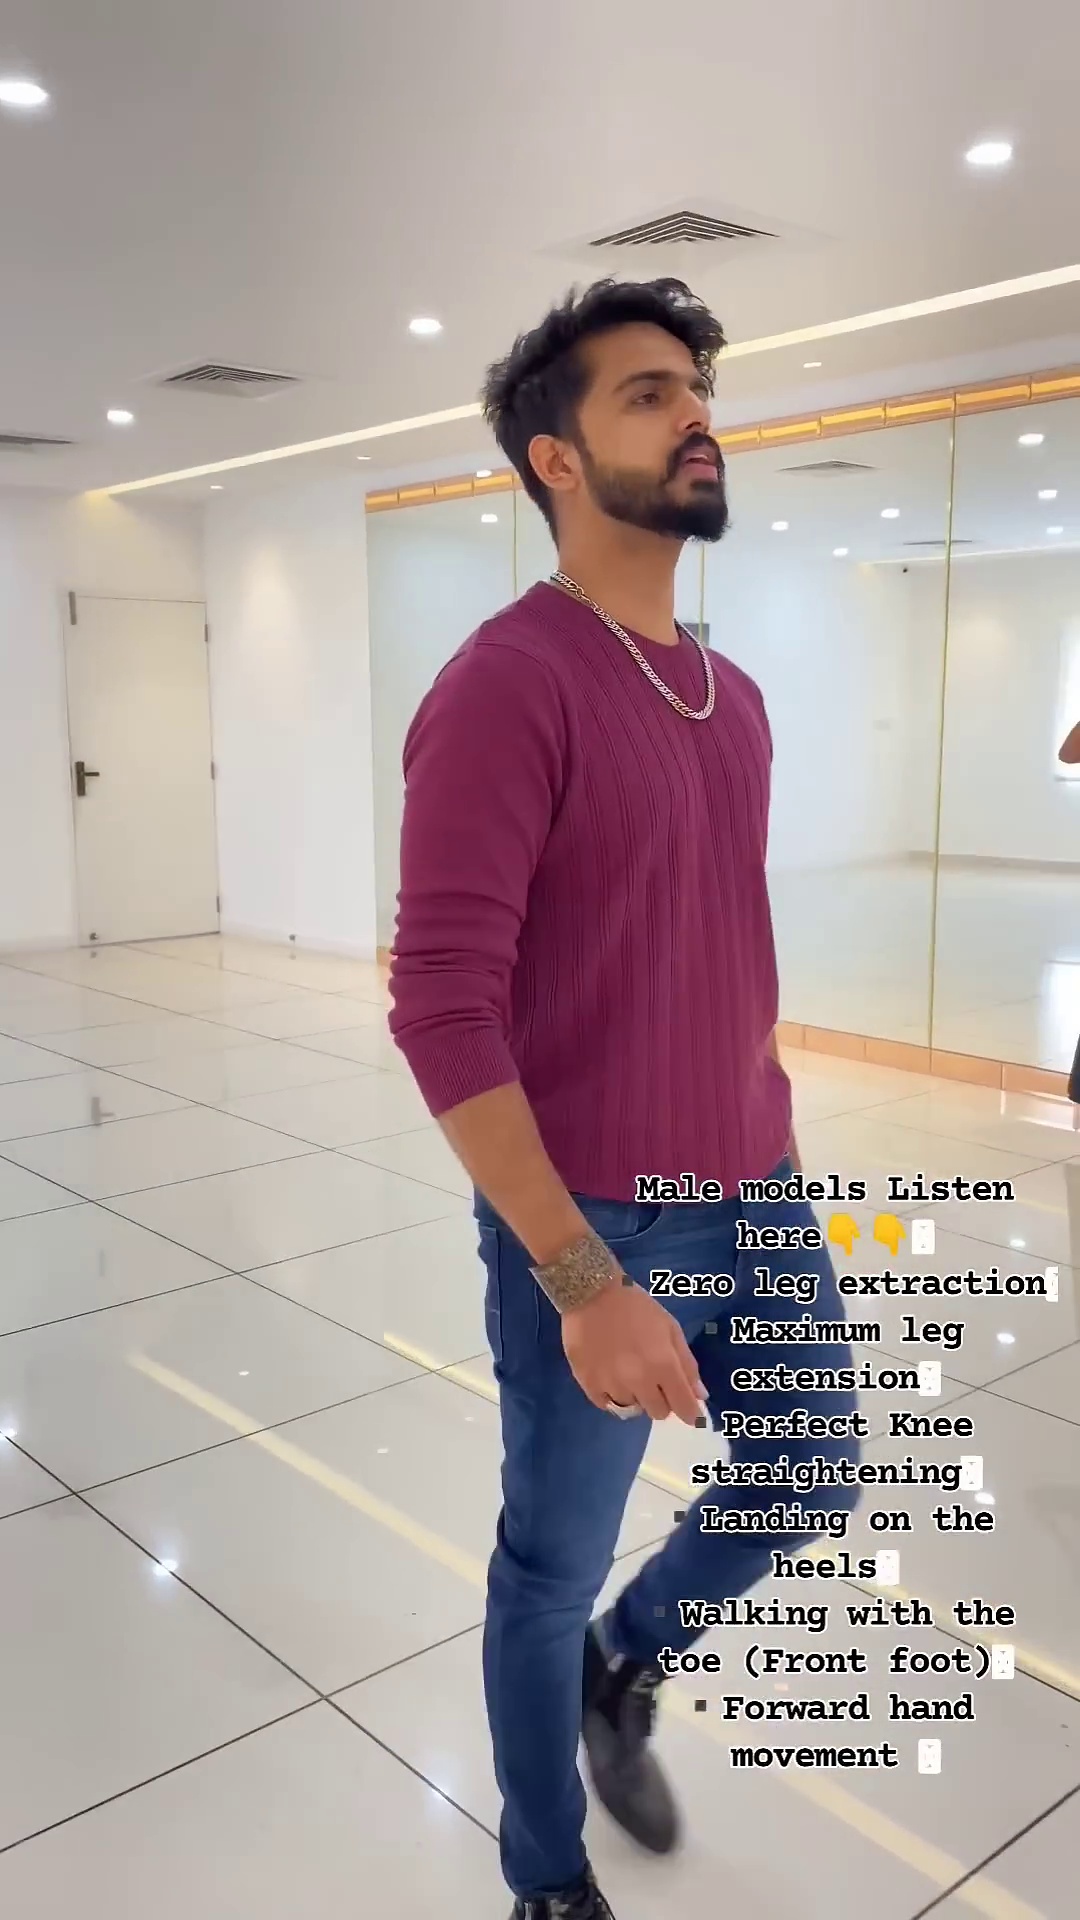 Male models Listen
here👇👇
▪ Zero leg extraction
▪ Maximum leg
extension
▪ Perfect Knee
straightening
▪ Landing on the
heels
▪ Walking with the
toe (Front foot)
▪ Forward hand
movement